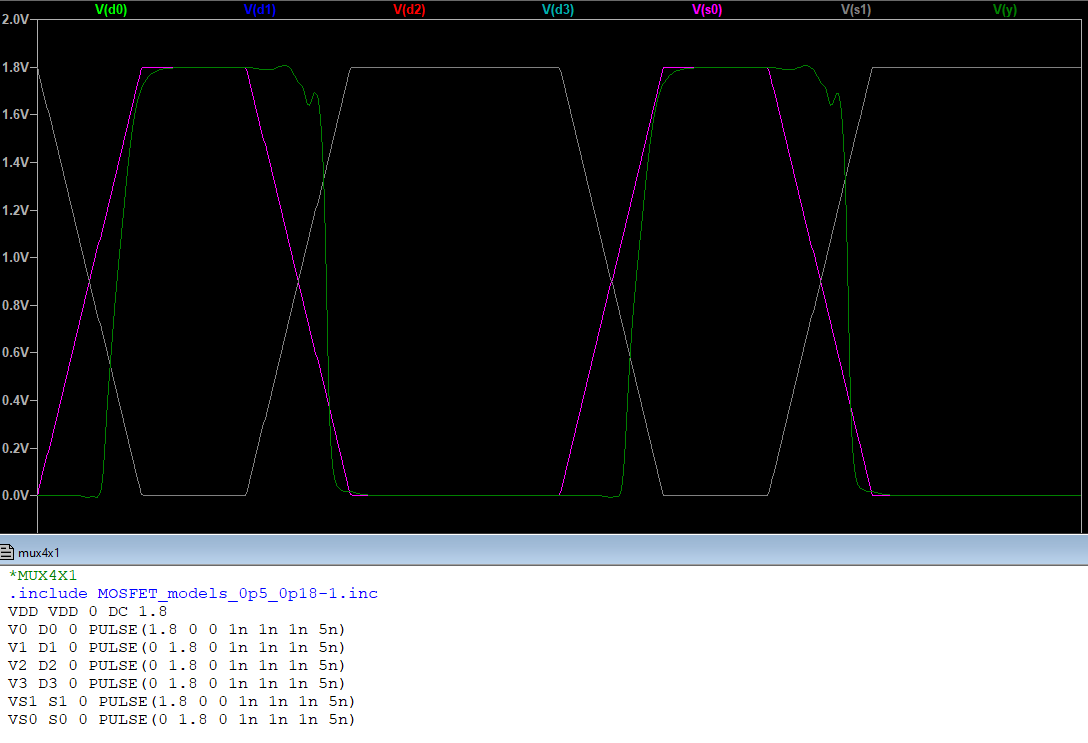 V(d0) V(d1) V(d2) V(d3) V(s0) V(s1) V(y)
2.0V
1.8V
1.6V
1.4V
1.2V
1.0V
0.8V
0.6V
0.4V
0.2V
0.0V
mux4x1
*MUX4X1
.include MOSFET_models_0p5_0p18-1.inc
VDD VDD 0 DC 1.8
V0 D0 0 PULSE(1.8 0 0 1n 1n 1n 5n)
V1 D1 0 PULSE(0 1.8 0 1n 1n 1n 5n)
V2 D2 0 PULSE(0 1.8 0 1n 1n 1n 5n)
V3 D3 0 PULSE(0 1.8 0 1n 1n 1n 5n)
VS1 S1 0 PULSE(1.8 0 0 1n 1n 1n 5n)
VS0 S0 0 PULSE(0 1.8 0 1n 1n 1n 5n)